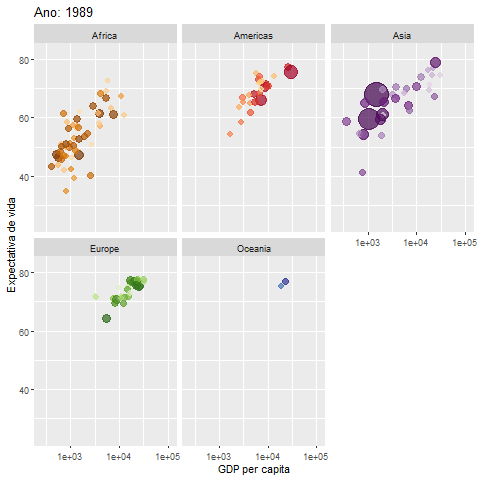 Ano: 1989
Africa
Americas
Asia
80
60
40
1e+03
1e+04
1e+05
Europe
Oceania
80
60
40
1e+03
1e+04
1e+05
1e+03
1e+04
1e+05
Expectativa de vida
GDP per capita